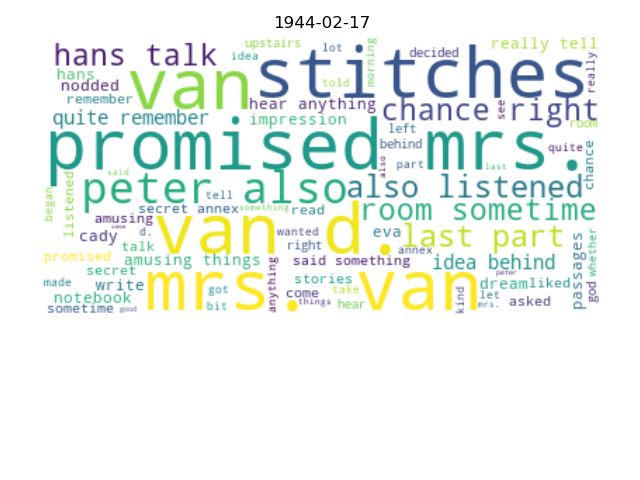 1944-02-17
hans talk
upstairs
lot
decided
really tell
idea
morning
really
hans
van
stitches
told
nodded
remember
hear anything
chance right
see
quite remember
impression
room
promised mrs.
left
behind
quite
part
last
also
chance
said
listened
began
peter also
also listened
tell
something
secret annex
read
room sometime
amusing
van d.
save
cady
d.
wanted
eva
last part
talk
right
annex
whether
promised
amusing things
said something
idea behind
secret
anything
passages
peter
god
made
write
mrs. van
stories
dream
liked
notebook
got
come
take
kind
let
sometime
good
bit
things
hear
mrs.
asked